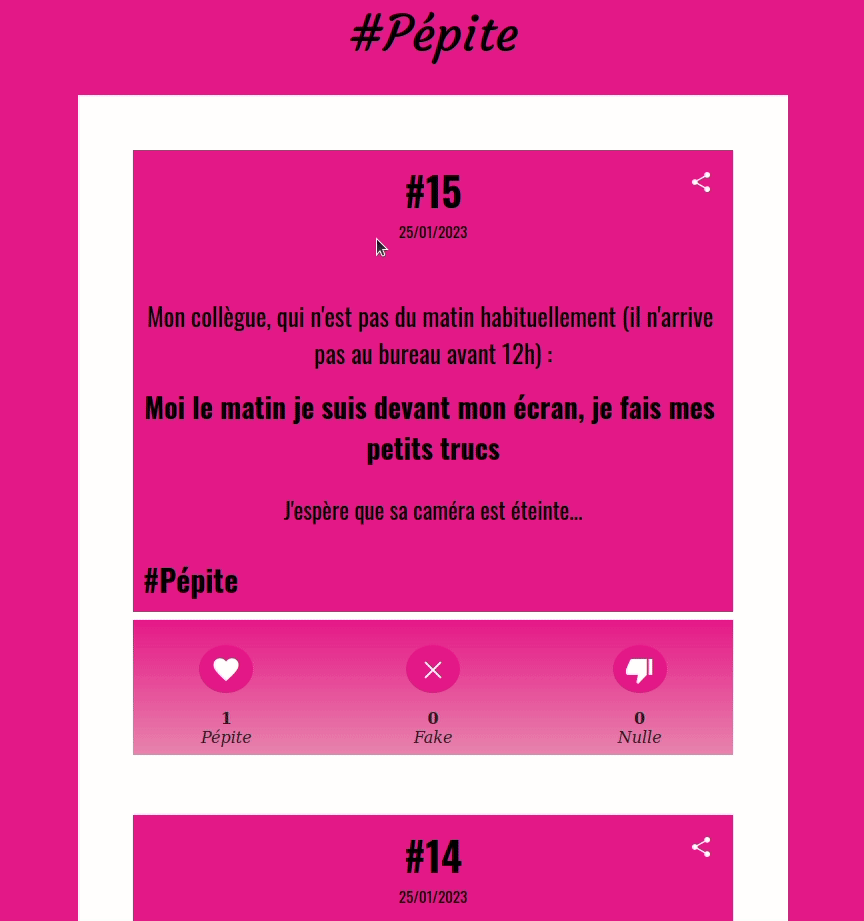 #Pépite
#15
25/01/2023
Mon collègue, qui n'est pas du matin habituellement (il n'arrive
pas au bureau avant 12h) :
Moi le matin je suis devant mon écran, je fais mes
petits trucs
J'espère que sa caméra est éteinte...
#Pépite
1 0 0
Pépite Fake Nulle
#14
25/01/2023